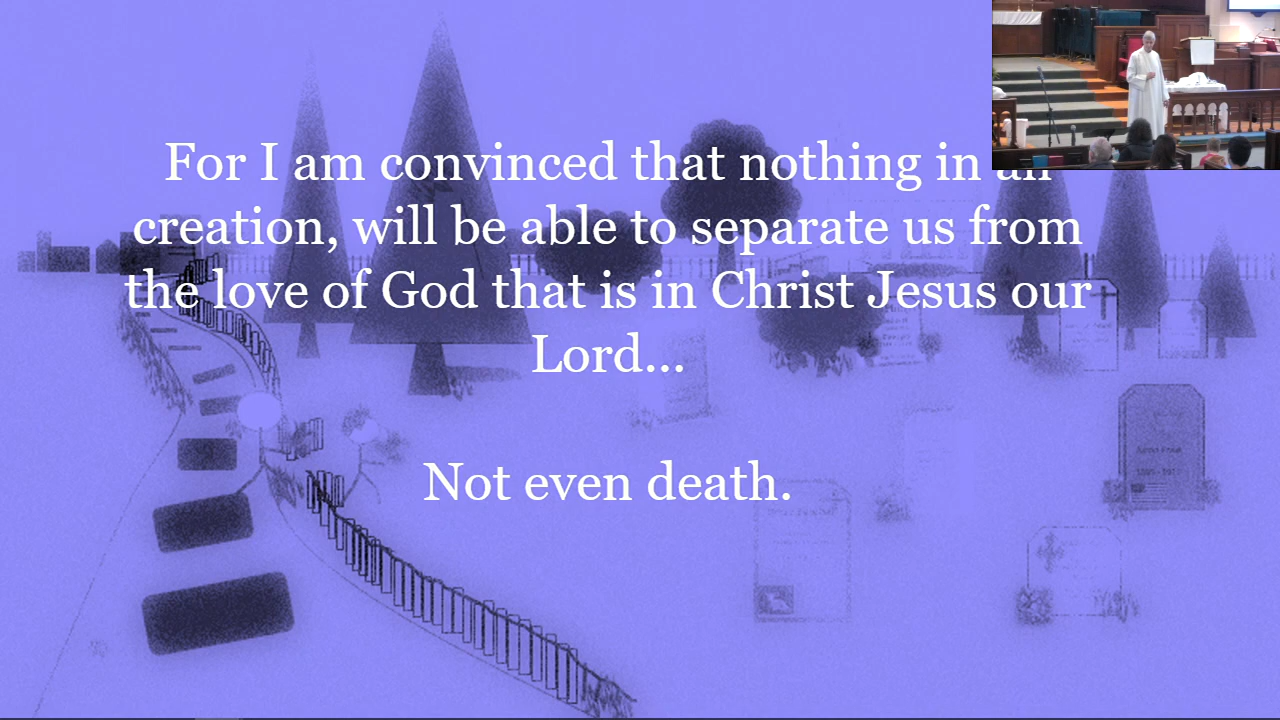 For I am convinced that nothing in all
creation, will be able to separate us from
the love of God that is in Christ Jesus our
Lord...
Not even death.